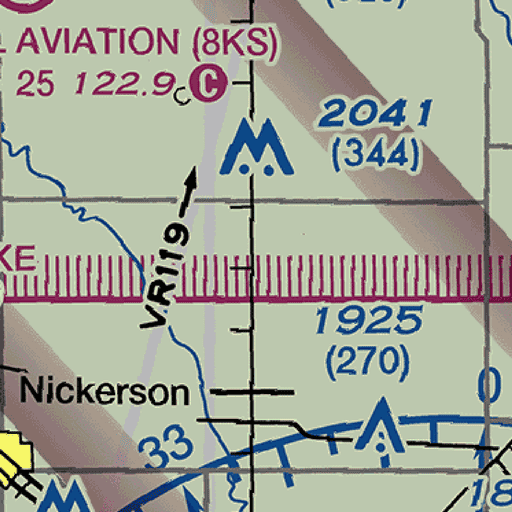 L AVIATION (8KS)
25 122.9 C
2041
(344)
VR119
KE
1925
(270)
Nickerson
0
33
18